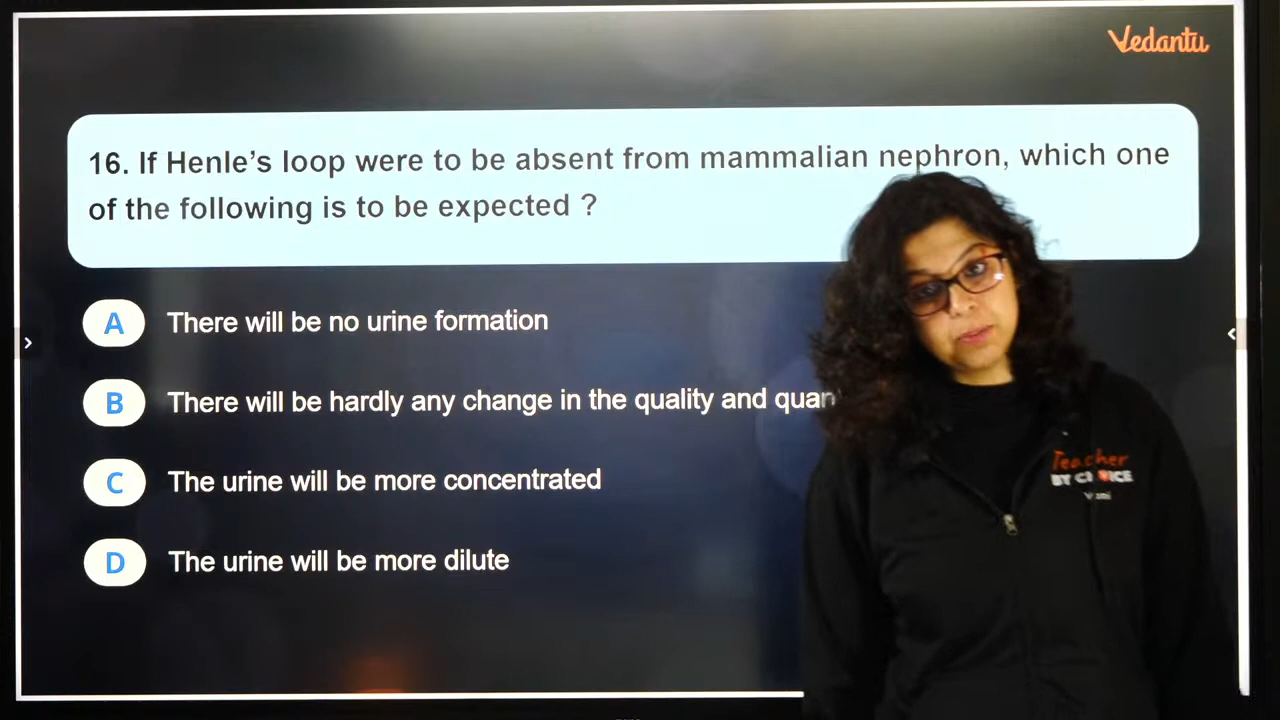 Vedantu
16. If Henle’s loop were to be absent from mammalian nephron, which one
of the following is to be expected ?
A There will be no urine formation
B There will be hardly any change in the quality and
C The urine will be more concentrated
D The urine will be more dilute
Teacher
BY CHOICE